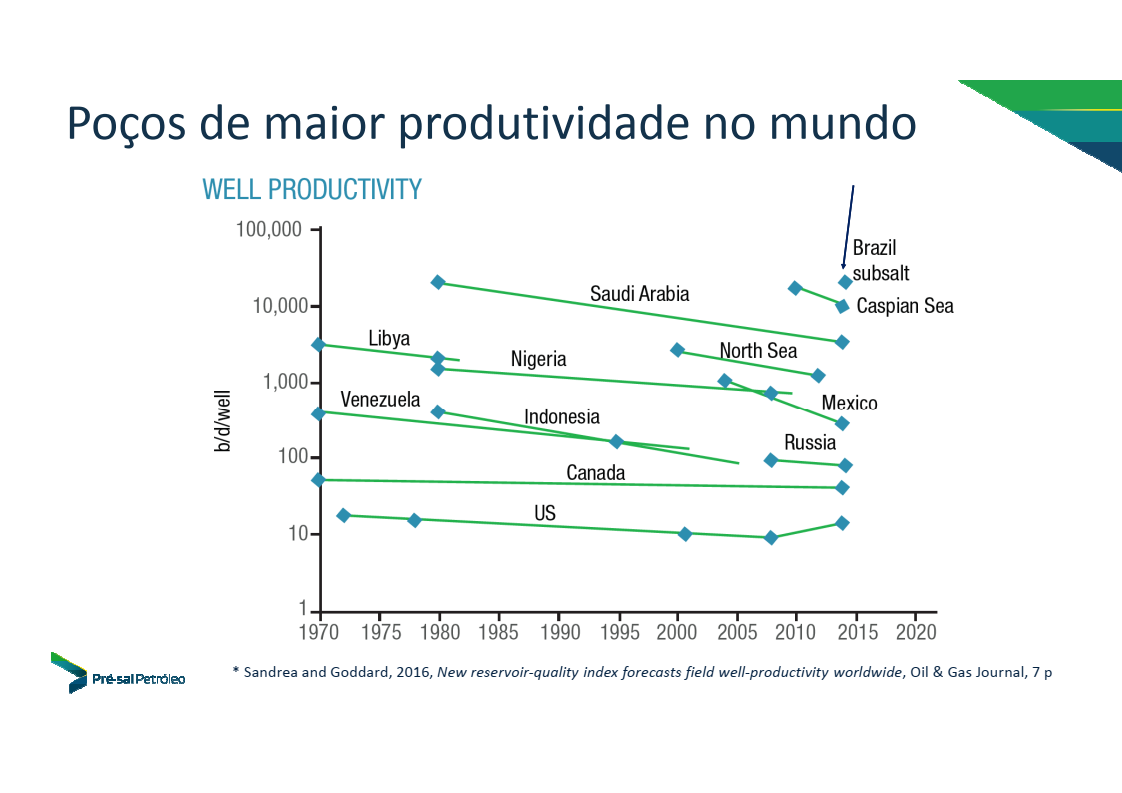 Poços de maior produtividade no mundo
WELL PRODUCTIVITY
100,000
10,000
1,000
100
10
1
b/d/well
Brazil
subsalt
Saudi Arabia
Caspian Sea
Libya
Nigeria
North Sea
Venezuela
Indonesia
Mexico
Russia
Canada
US
1970 1975 1980 1985 1990 1995 2000 2005 2010 2015 2020
Pré-sal Petróleo
* Sandrea and Goddard, 2016, New reservoir-quality index forecasts field well-productivity worldwide, Oil & Gas Journal, 7 p